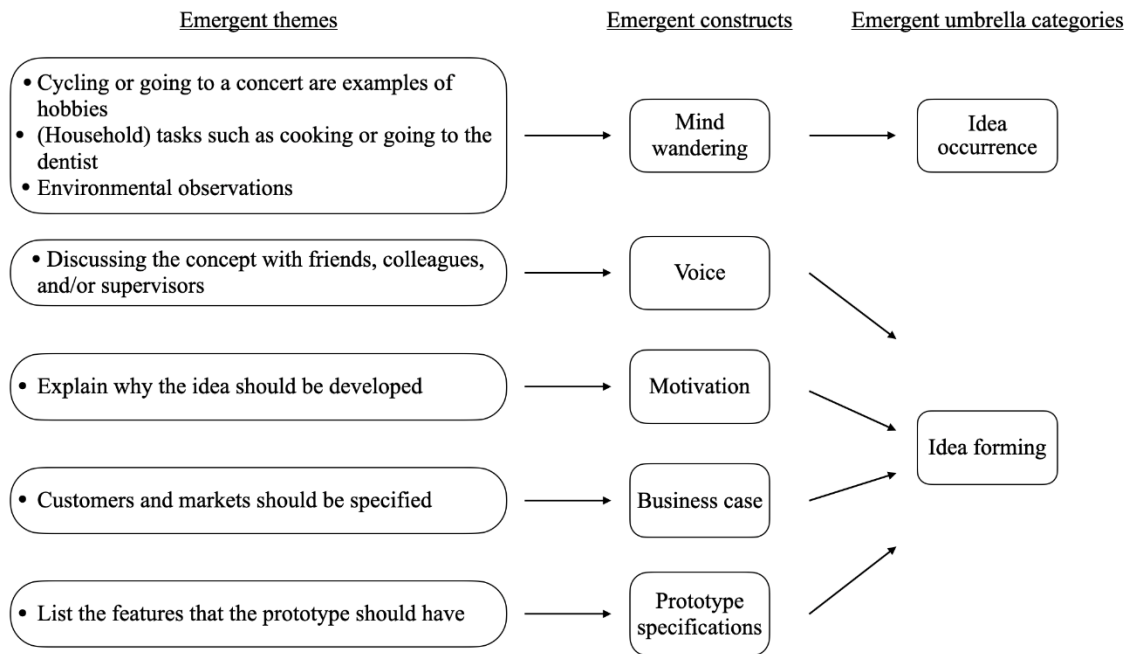 Emergent themes
Emergent constructs
Emergent umbrella categories
• Cycling or going to a concert are examples of
hobbies
• (Household) tasks such as cooking or going to the
dentist
• Environmental observations
Mind
wandering
Idea
occurrence
• Discussing the concept with friends, colleagues,
and/or supervisors
Voice
• Explain why the idea should be developed
Motivation
Idea forming
• Customers and markets should be specified
Business case
• List the features that the prototype should have
Prototype
specifications